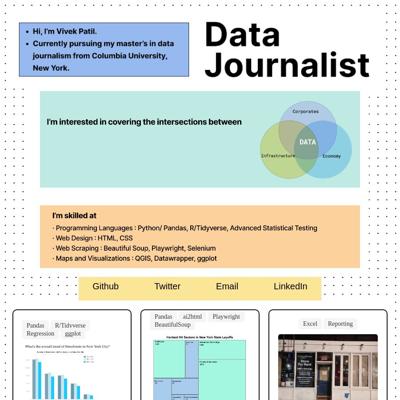 Hi, I'm Vivek Patil.
Currently pursuing my master's in data
journalism from Columbia University,
New York.
Data
Journalist
I'm interested in covering the intersections between
Corporates
DATA
Infrastructure
Economy
I'm skilled at
· Programming Languages : Python/ Pandas, R/Tidyverse, Advanced Statistical Testing
· Web Design : HTML, CSS
· Web Scraping : Beautiful Soup, Playwright, Selenium
· Maps and Visualizations : QGIS, Datawrapper, ggplot
Github Twitter Email LinkedIn
Pandas R/Tidyverse
Regression ggplot
What's the overall trend of Evictions in New York City?
Pandas ai2html Playwright
BeautifulSoup
Hardest Hit Sectors in New York State Layoffs
Excel Reporting